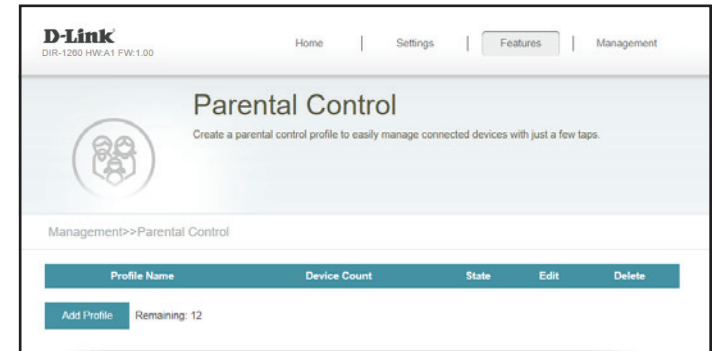 D-Link
DIR-1260 HW:A1 FW:1.00
Home | Settings | Features | Management
Parental Control
Create a parental control profile to easily manage connected devices with just a few taps.
Management>>Parental Control
Profile Name Device Count State Edit Delete
Add Profile Remaining: 12